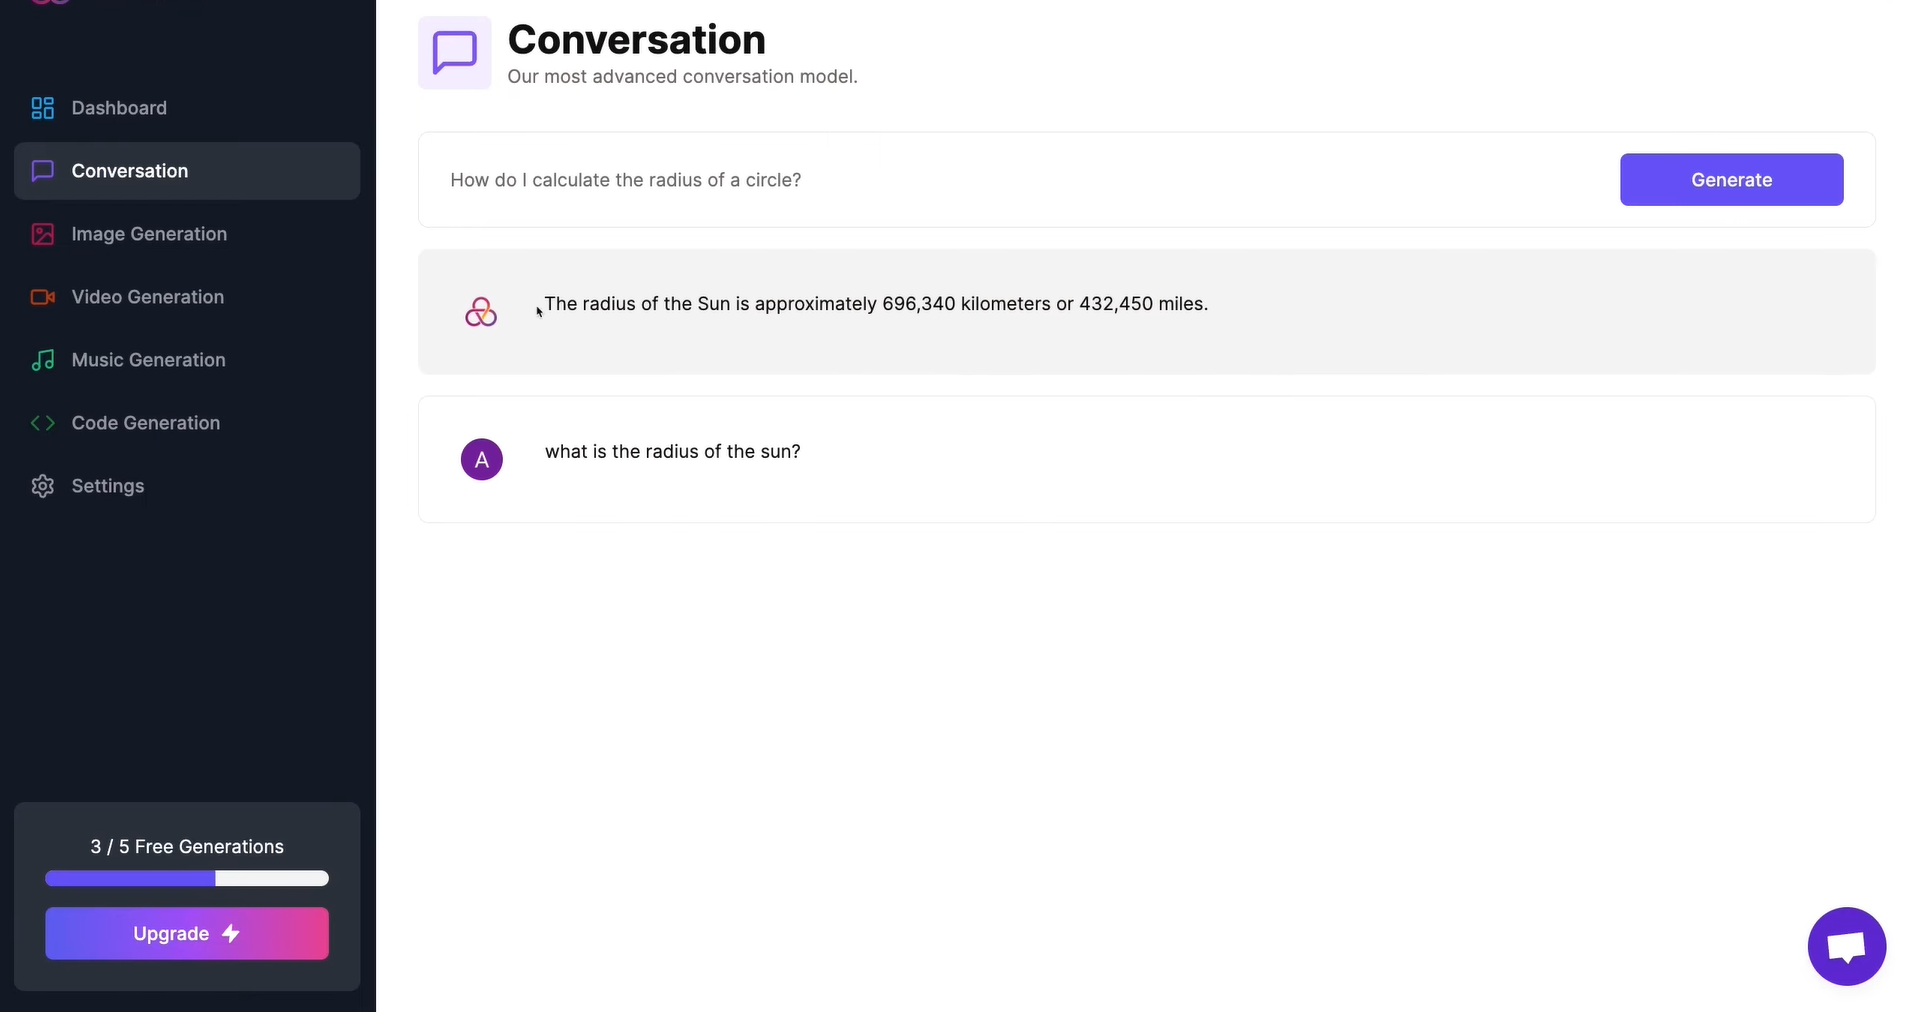 Dashboard
Conversation
Image Generation
Video Generation
Music Generation
Code Generation
Settings
3 / 5 Free Generations
Upgrade
Conversation
Our most advanced conversation model.
How do I calculate the radius of a circle?
Generate
The radius of the Sun is approximately 696,340 kilometers or 432,450 miles.
A
what is the radius of the sun?